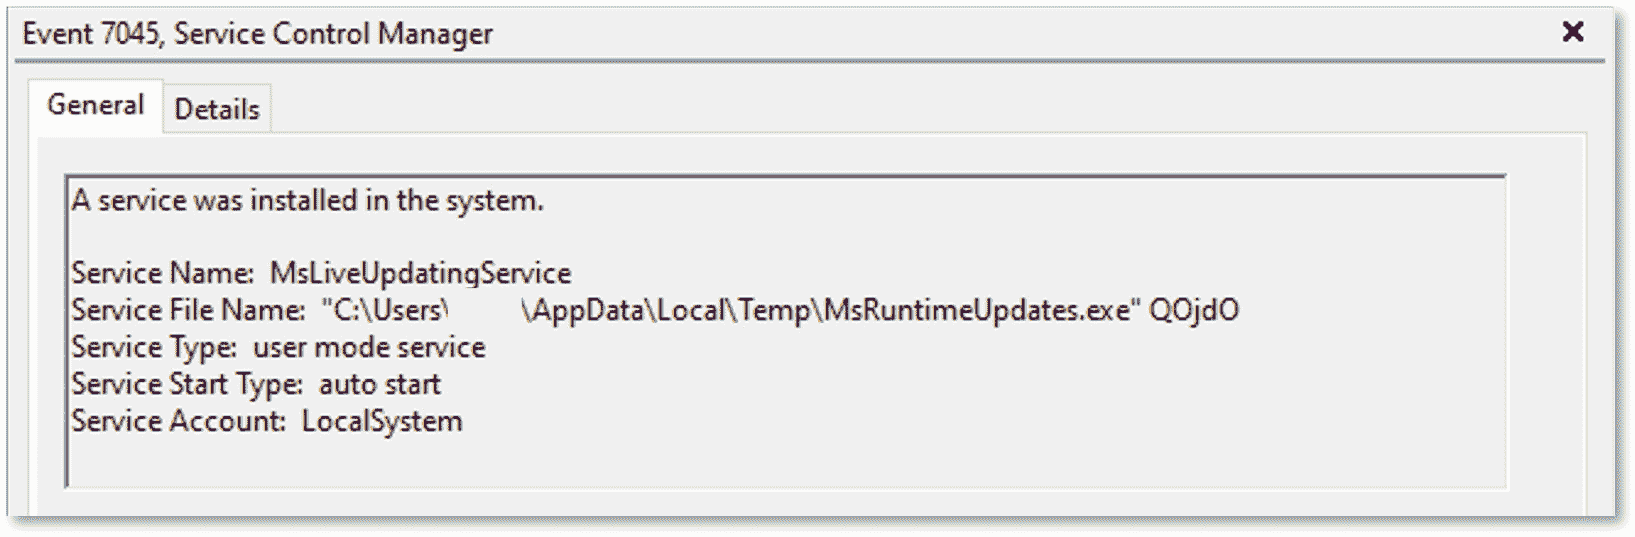 Event 7045, Service Control Manager
General
Details
A service was installed in the system.
Service Name:  MsLiveUpdatingService
Service File Name:  "C:\Users\ \AppData\Local\Temp\MsRuntimeUpdates.exe" QOjdO
Service Type:  user mode service
Service Start Type:  auto start
Service Account:  LocalSystem